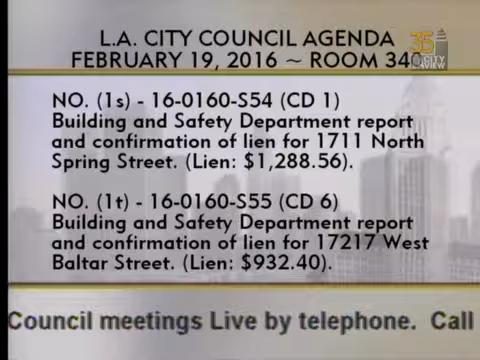 L.A. CITY COUNCIL AGENDA
FEBRUARY 19, 2016 ~ ROOM 340
35
CITY
VIEW
NO. (1s) - 16-0160-S54 (CD 1)
Building and Safety Department report
and confirmation of lien for 1711 North
Spring Street. (Lien: $1,288.56).
NO. (1t) - 16-0160-S55 (CD 6)
Building and Safety Department report
and confirmation of lien for 17217 West
Baltar Street. (Lien: $932.40).
Council meetings Live by telephone. Call